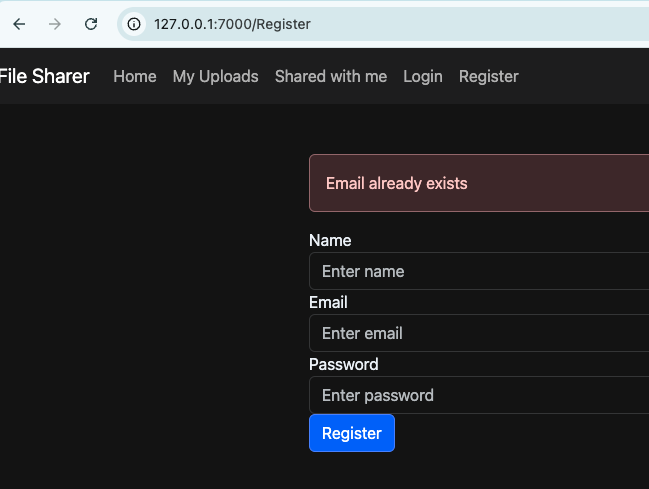 127.0.0.1:7000/Register
File Sharer Home My Uploads Shared with me Login Register
Email already exists
Name
Enter name
Email
Enter email
Password
Enter password
Register